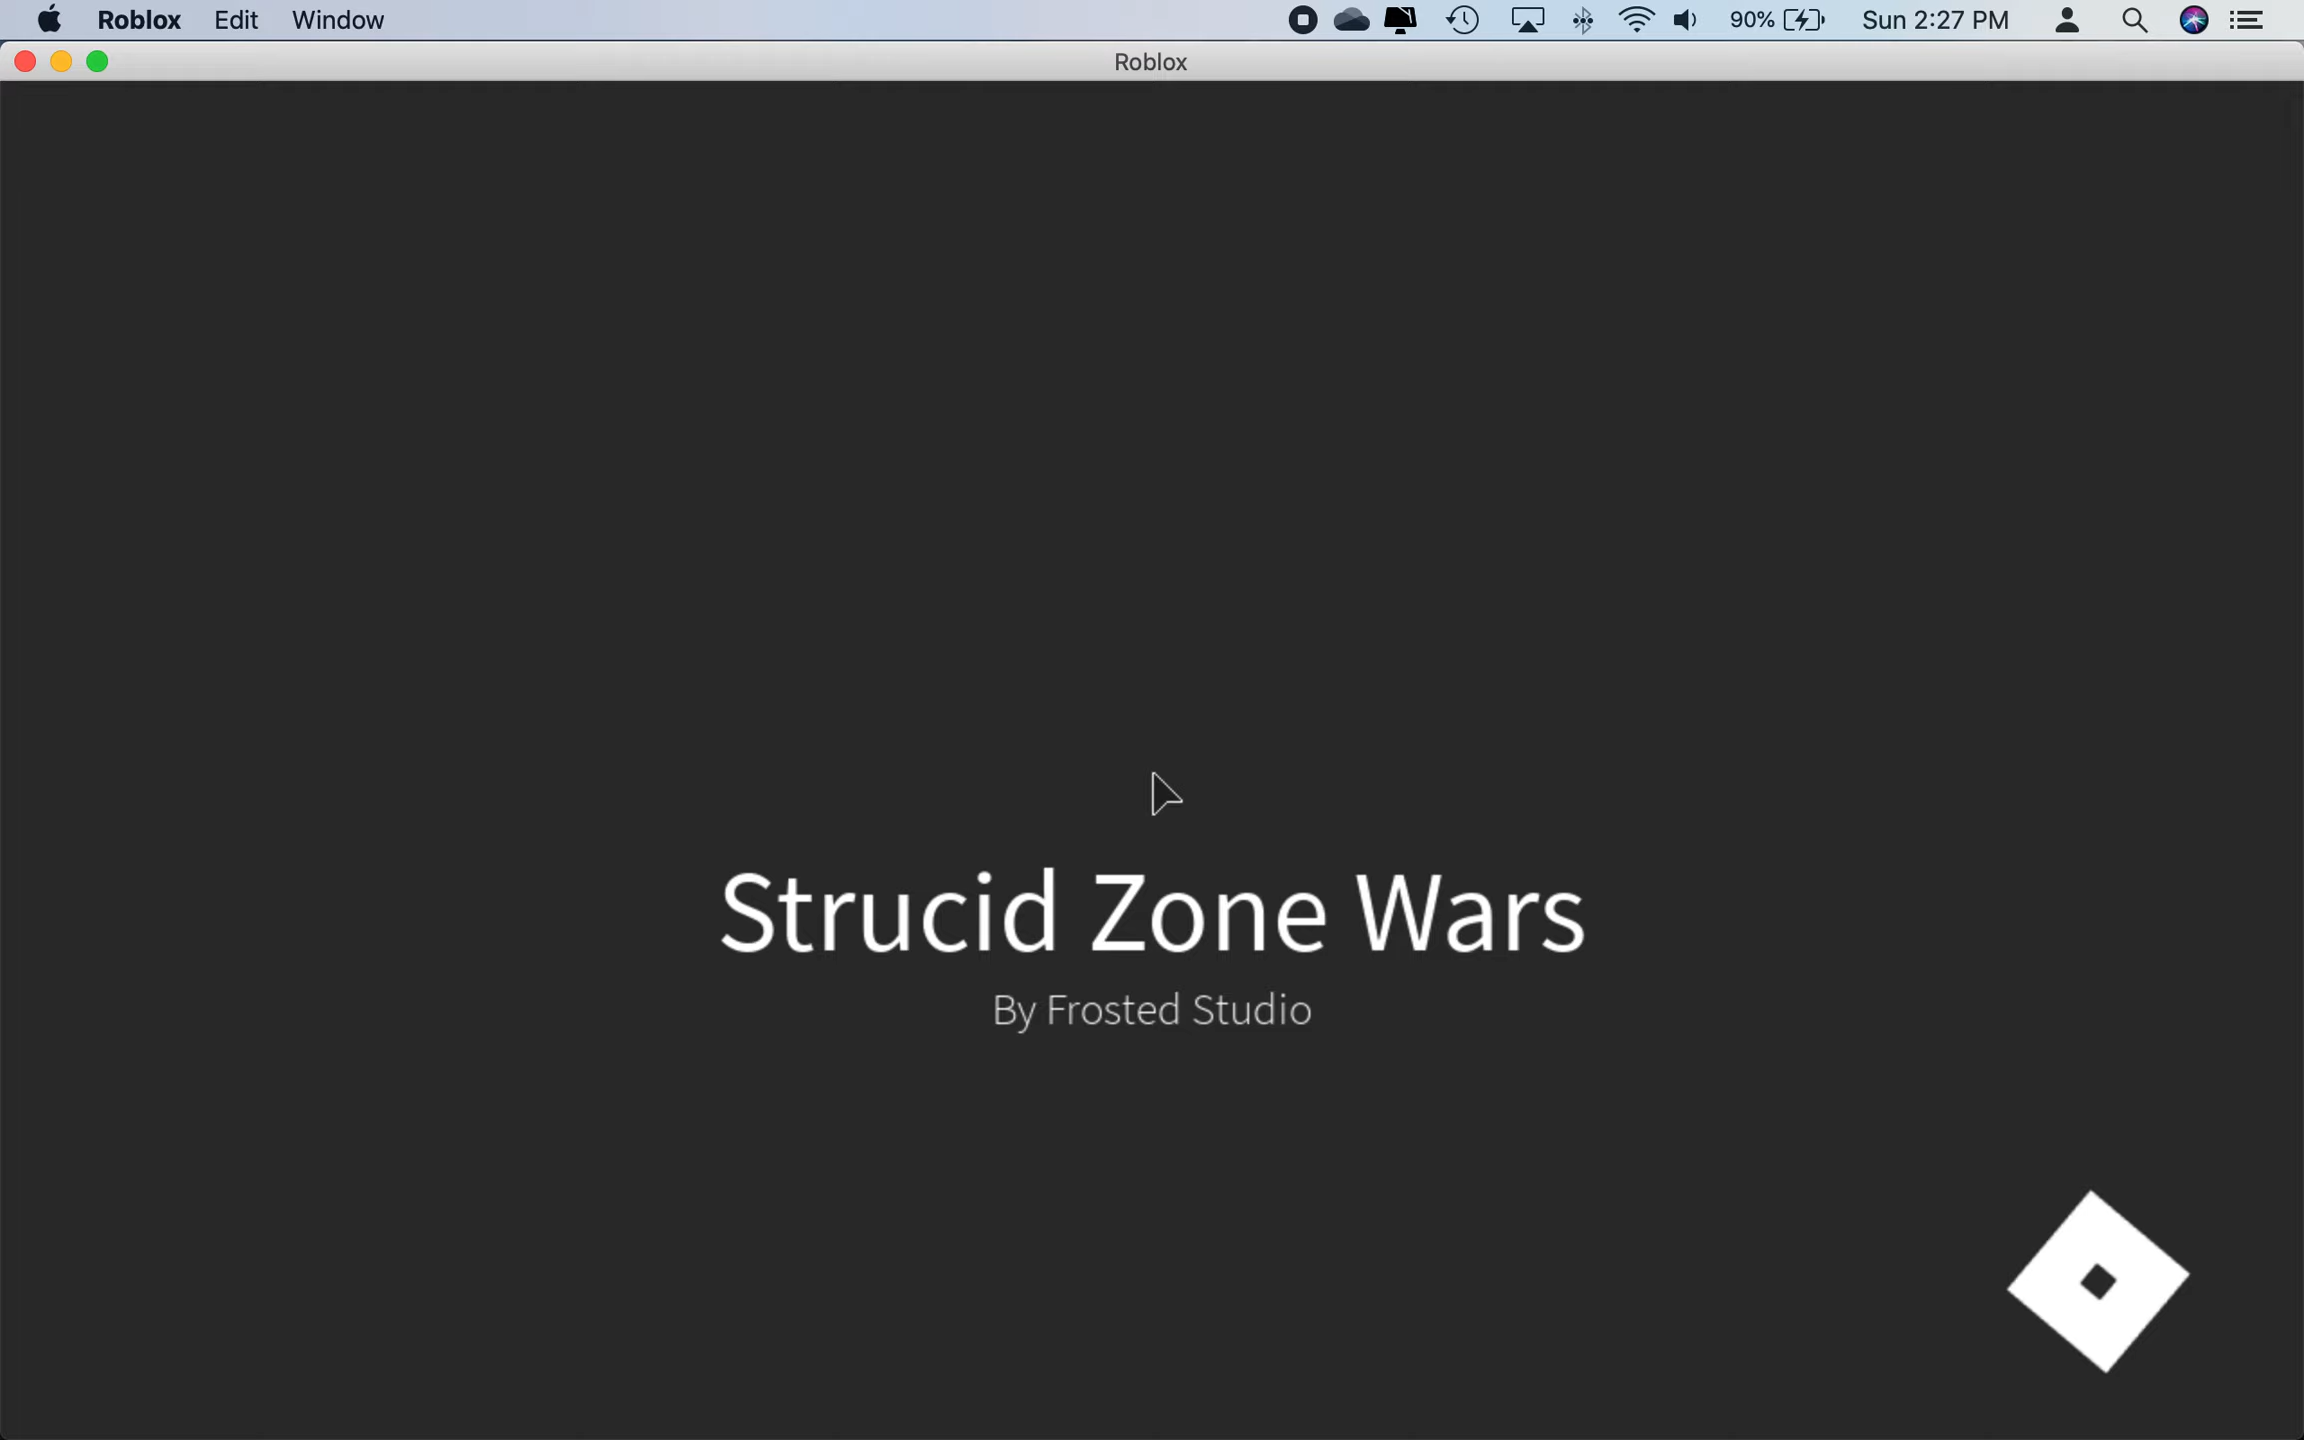 Roblox Edit Window 90% Sun 2:27 PM
Roblox
Strucid Zone Wars
By Frosted Studio